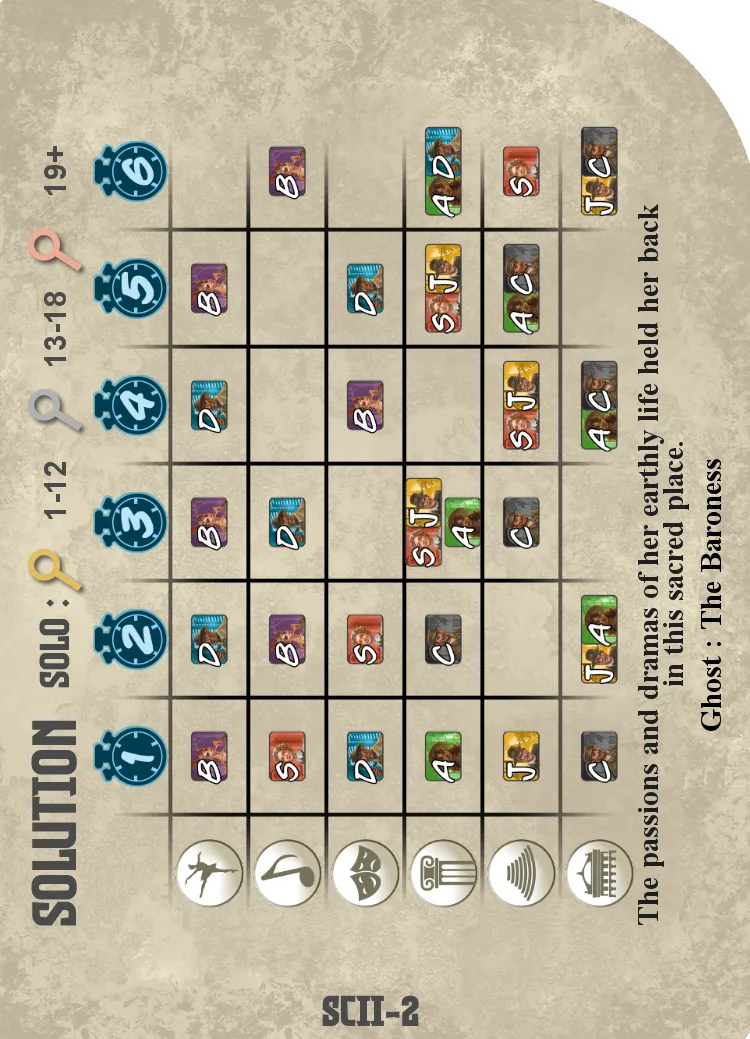 SOLUTION SOLO : 1-12 13-18 19+
1 2 3 4 5 6
B D B D B
S B D B
D S B D
A C S J S J A D
A
J C S J A C S
C J A A C J C
The passions and dramas of her earthly life held her back
in this sacred place.
Ghost : The Baroness
SCII-2